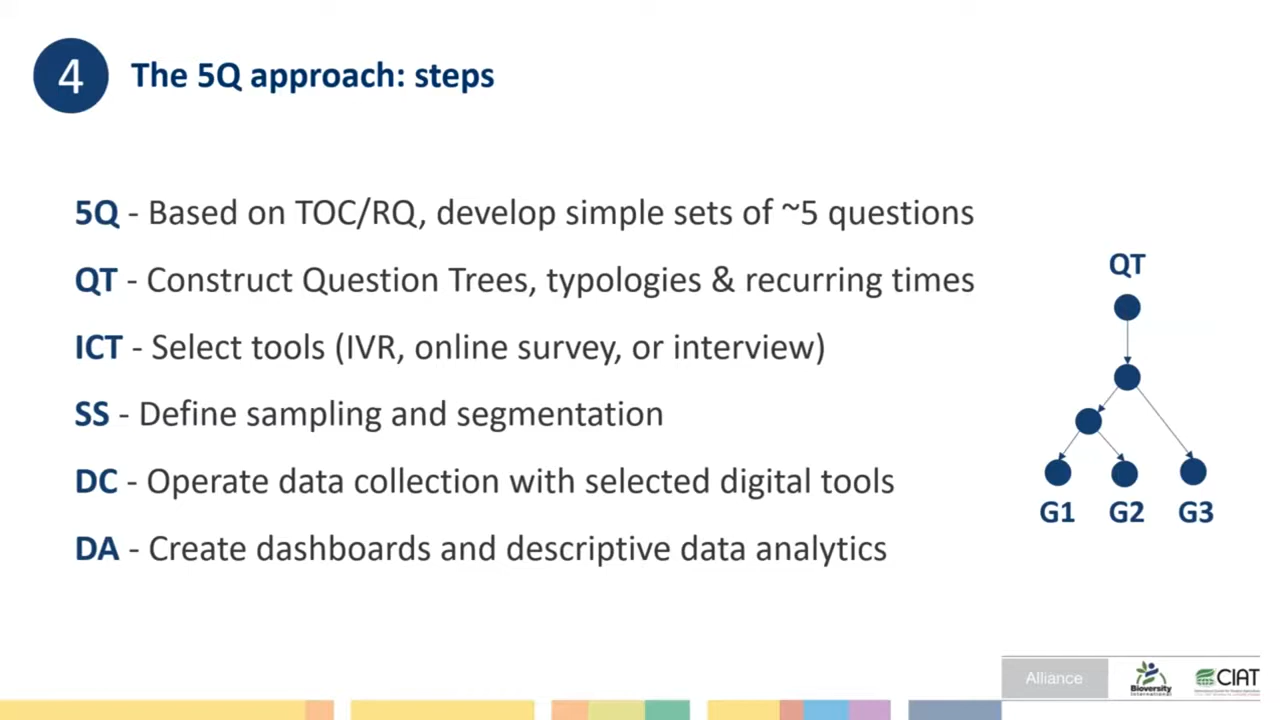 4
The 5Q approach: steps
5Q - Based on TOC/RQ, develop simple sets of ~5 questions
QT - Construct Question Trees, typologies & recurring times
ICT - Select tools (IVR, online survey, or interview)
SS - Define sampling and segmentation
DC - Operate data collection with selected digital tools
DA - Create dashboards and descriptive data analytics
QT
G1 G2 G3
Alliance
Bioversity
International
CIAT